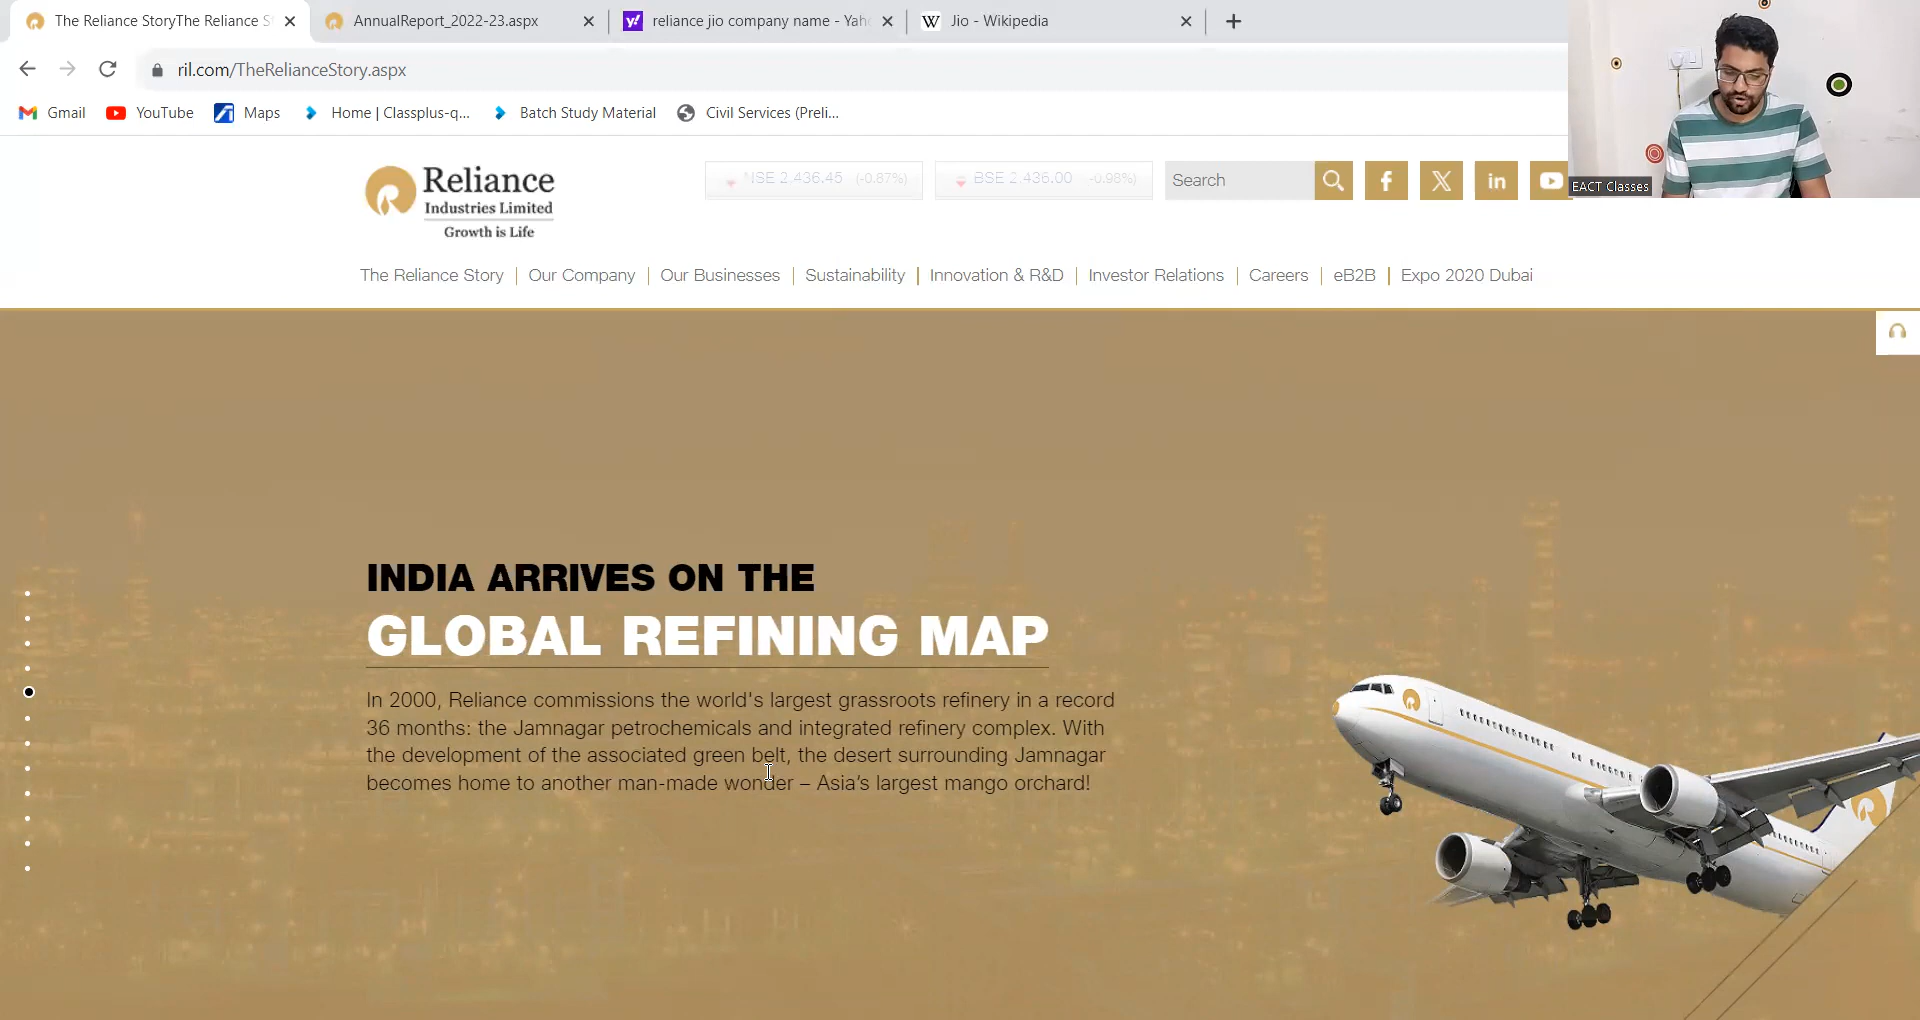 The Reliance StoryThe Reliance S
AnnualReport_2022-23.aspx
reliance jio company name - Yah
Jio - Wikipedia
ril.com/TheRelianceStory.aspx
Gmail
YouTube
Maps
Home | Classplus-q...
Batch Study Material
Civil Services (Preli...
Reliance
Industries Limited
Growth is Life
NSE 2,436.45 (-0.87%)
BSE 2,436.00 -0.98%)
Search
EACT Classes
The Reliance Story
Our Company
Our Businesses
Sustainability
Innovation & R&D
Investor Relations
Careers
eB2B
Expo 2020 Dubai
INDIA ARRIVES ON THE
GLOBAL REFINING MAP
In 2000, Reliance commissions the world's largest grassroots refinery in a record
36 months: the Jamnagar petrochemicals and integrated refinery complex. With
the development of the associated green belt, the desert surrounding Jamnagar
becomes home to another man-made wonder – Asia's largest mango orchard!